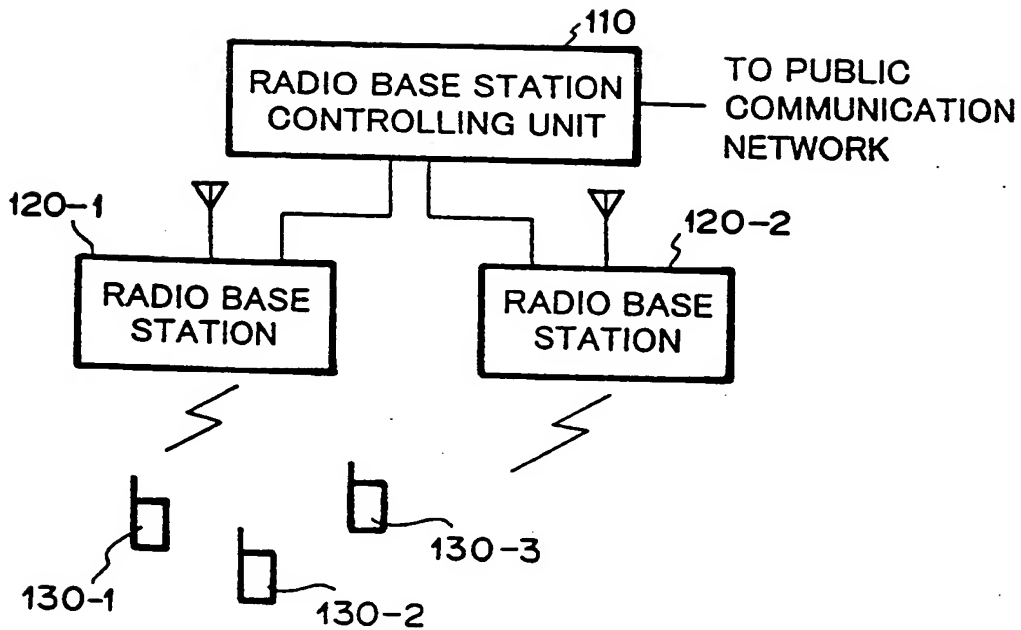 110
RADIO BASE STATION
CONTROLLING UNIT
TO PUBLIC
COMMUNICATION
NETWORK
120-1
120-2
RADIO BASE
STATION
RADIO BASE
STATION
130-1
130-2
130-3